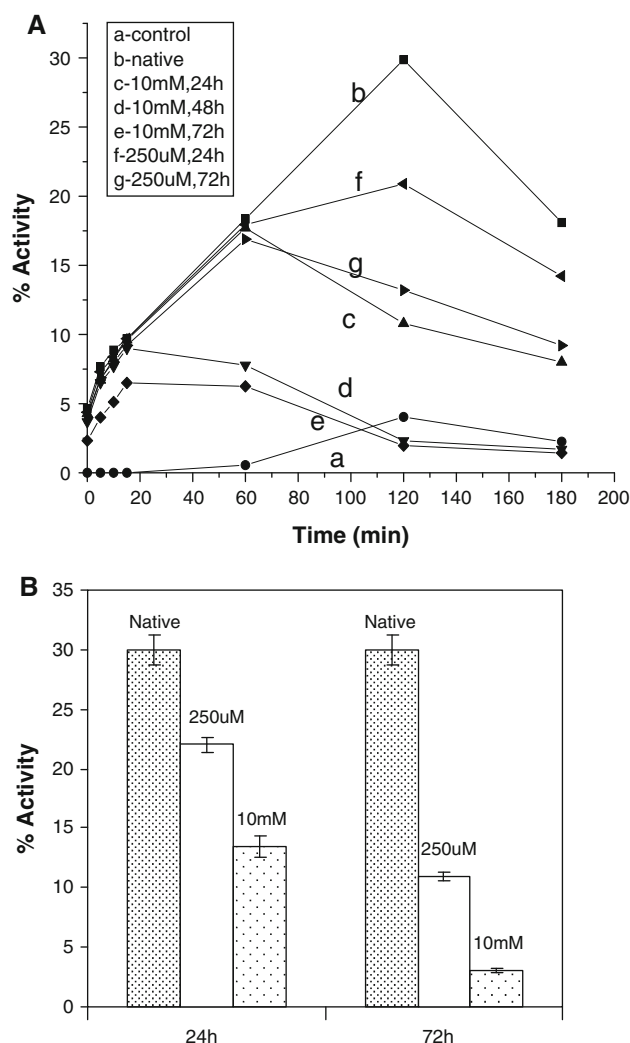 A
a-control
b-native
c-10mM,24h
d-10mM,48h
e-10mM,72h
f-250uM,24h
g-250uM,72h
30
25
20
15
10
5
0
% Activity
b
f
g
c
d
e
a
0 20 40 60 80 100 120 140 160 180 200
Time (min)
B
35
30
25
20
15
10
5
0
% Activity
Native
250uM
10mM
Native
250uM
10mM
24h 72h